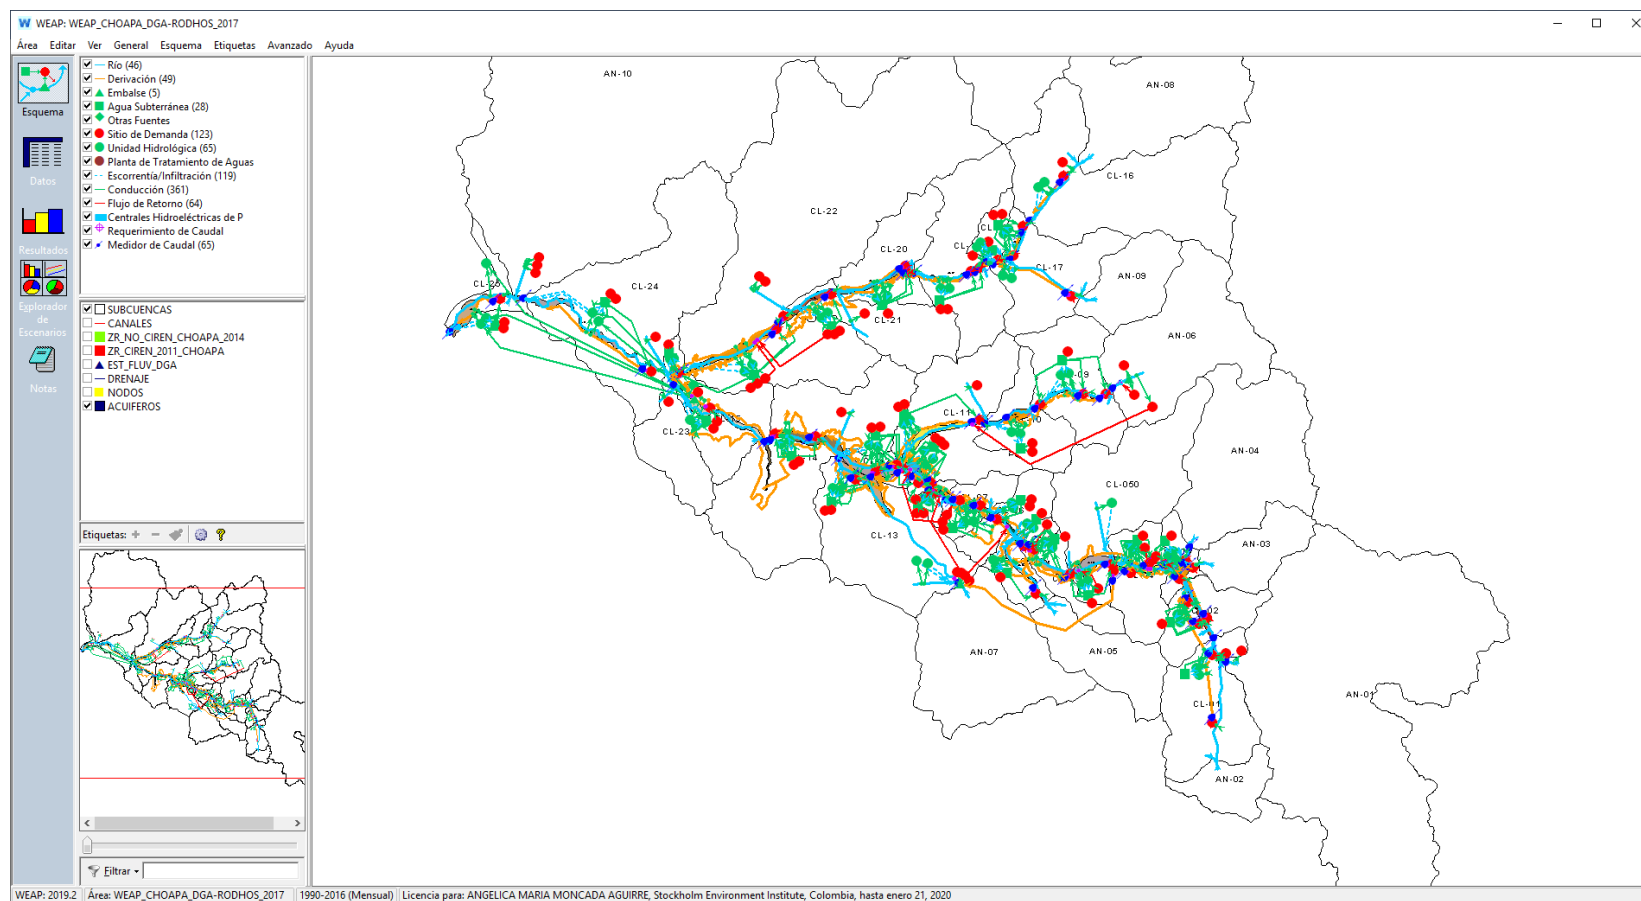 WEAP: WEAP_CHOAPA_DGA-RODHOS_2017
Área Editar Ver General Esquema Etiquetas Avanzado Ayuda
Esquema
Datos
Resultados
Explorador
de
Escenarios
Notas
Río (46)
Derivación (49)
Embalse (5)
Agua Subterránea (28)
Otras Fuentes
Sitio de Demanda (123)
Unidad Hidrológica (65)
Planta de Tratamiento de Aguas
Escorrentía/Infiltración (119)
Conducción (361)
Flujo de Retorno (64)
Centrales Hidroeléctricas de P
Requerimiento de Caudal
Medidor de Caudal (65)
SUBCUENCAS
CANALES
ZR_NO_CIREN_CHOAPA_2014
ZR_CIREN_2011_CHOAPA
EST_FLUV_DGA
DRENAJE
NODOS
ACUIFEROS
Etiquetas:
Filtrar
AN-10
AN-08
CL-16
CL-22
CL-20
CL-17
AN-09
CL-24
CL-21
AN-06
CL-11
CL-23
AN-04
CL-050
CL-13
AN-03
AN-07
AN-05
AN-01
CL-01
AN-02
WEAP: 2019.2 Área: WEAP_CHOAPA_DGA-RODHOS_2017 1990-2016 (Mensual) Licencia para: ANGELICA MARIA MONCADA AGUIRRE, Stockholm Environment Institute, Colombia, hasta enero 21, 2020